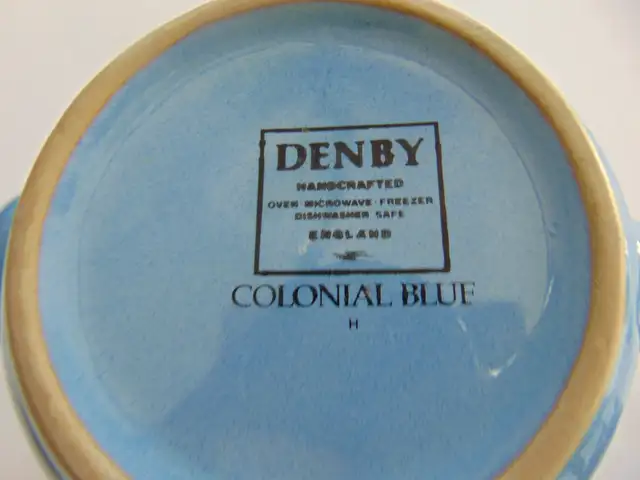 DENBY
HANDCRAFTED
OVEN MICROWAVE·FREEZER
DISHWASHER SAFE
ENGLAND
COLONIAL BLUE
H